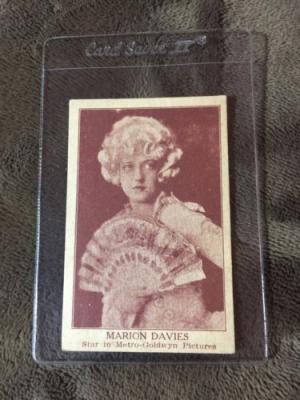 Card Saver II®
MARION DAVIES
Star in Metro-Goldwyn Pictures